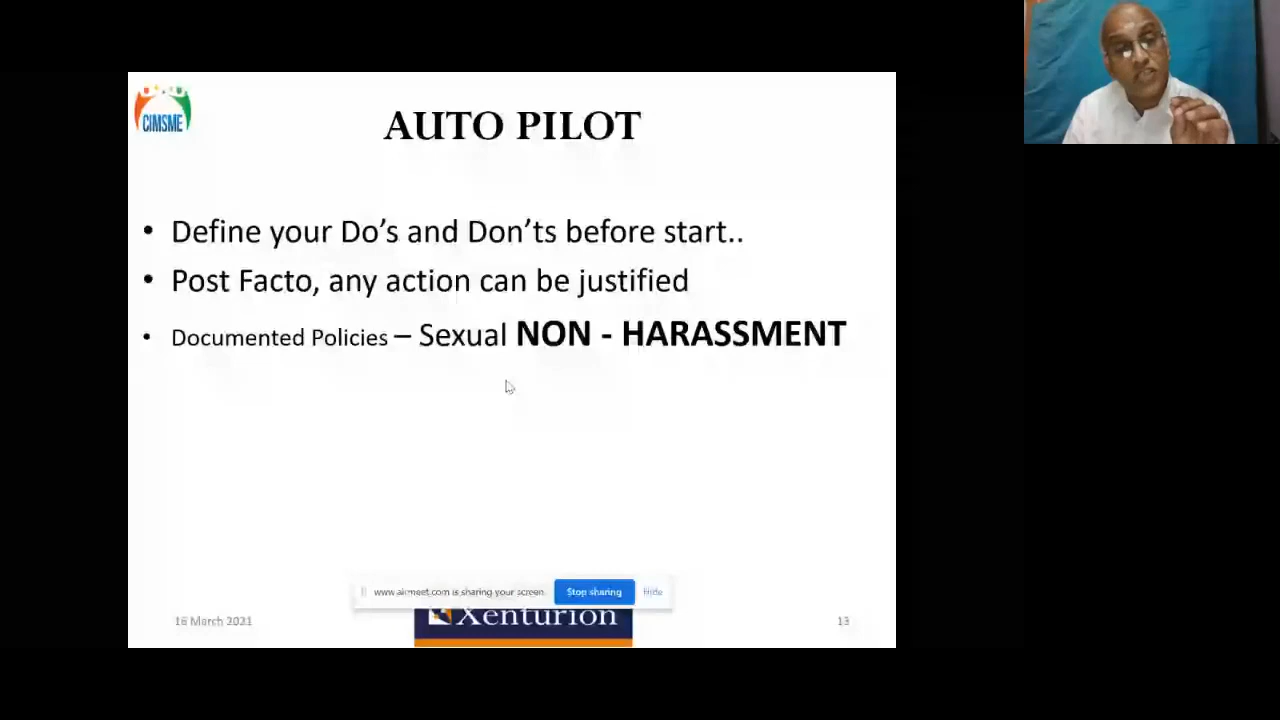 CIMSME
AUTO PILOT
• Define your Do’s and Don’ts before start..
• Post Facto, any action can be justified
• Documented Policies – Sexual NON - HARASSMENT
www.airmeet.com is sharing your screen. Stop sharing Hide
16 March 2021
Xenturion
13